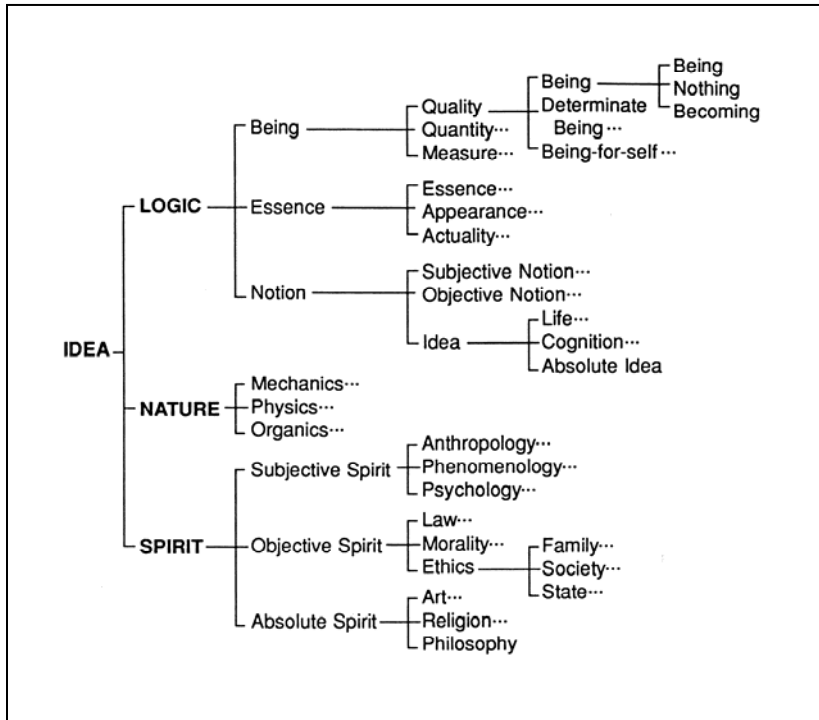 Being
Being
Nothing
Quality
Determinate
Becoming
Being
Quantity···
Being ···
Measure···
Being-for-self ···
Essence···
LOGIC
Essence
Appearance···
Actuality···
Subjective Notion···
Notion
Objective Notion···
Life···
Idea
Cognition···
IDEA
Absolute Idea
Mechanics···
NATURE
Physics···
Organics···
Anthropology···
Subjective Spirit
Phenomenology···
Psychology···
Law···
SPIRIT
Objective Spirit
Morality···
Family···
Ethics
Society···
State···
Art···
Absolute Spirit
Religion···
Philosophy